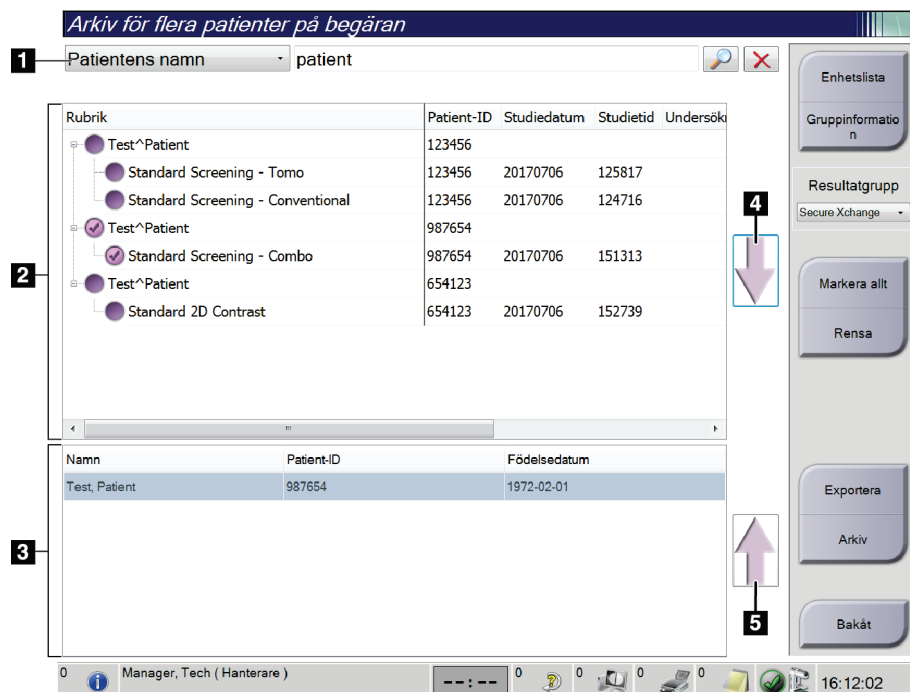 Arkiv för flera patienter på begäran
1
Patientens namn patient
Enhetslista
Gruppinformatio
n
Resultatgrupp
Secure Xchange
Markera allt
Rensa
Exportera
Arkiv
Bakåt
2
Rubrik Patient-ID Studiedatum Studietid Undersökn
Test^Patient 123456
Standard Screening - Tomo 123456 20170706 125817
Standard Screening - Conventional 123456 20170706 124716
Test^Patient 987654
Standard Screening - Combo 987654 20170706 151313
Test^Patient 654123
Standard 2D Contrast 654123 20170706 152739
4
3
Namn Patient-ID Födelsedatum
Test, Patient 987654 1972-02-01
5
0 Manager, Tech ( Hanterare ) --:-- 0 0 0 0 16:12:02